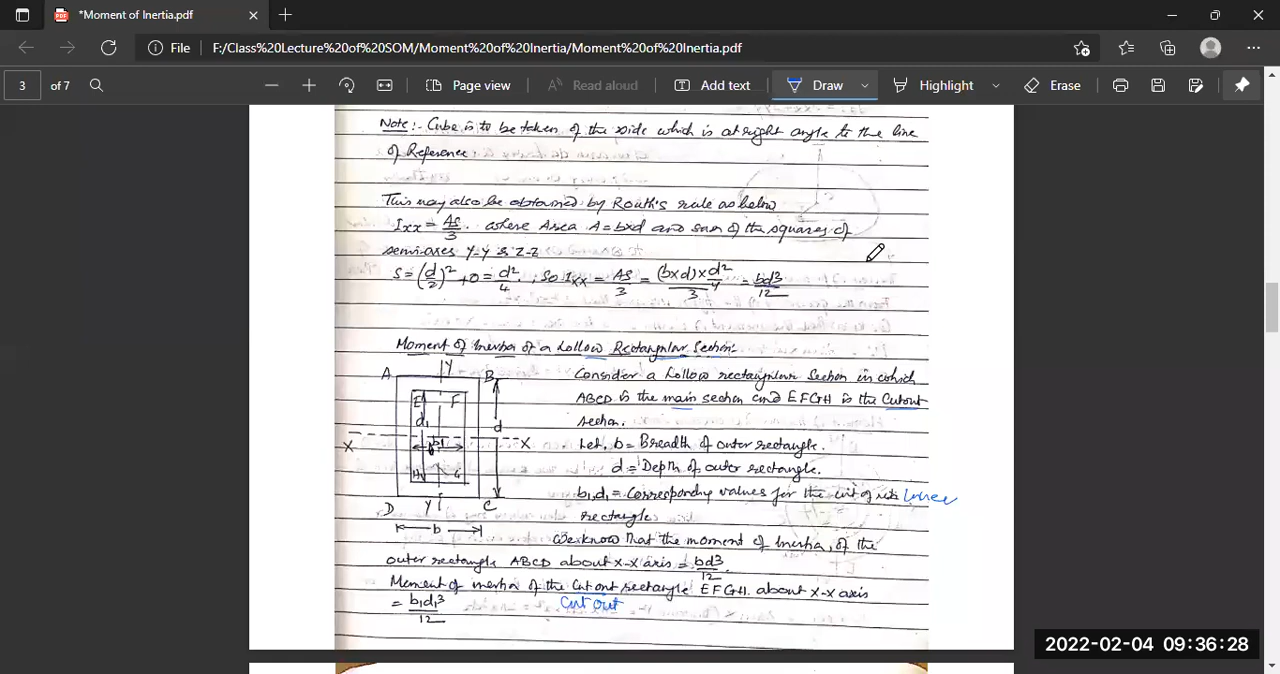 *Moment of Inertia.pdf
File F:/Class%20Lecture%20of%20SOM/Moment%20of%20Inertia/Moment%20of%20Inertia.pdf
3 of 7 Page view Read aloud Add text Draw Highlight Erase
Note:- Cube is to be taken of the side which is at right angle to the line
of Reference.
This may also be obtained by Routh's rule as below
Ixx = AS/3 . where Area A = b×d and sum of the squares of
semi-axes Y-Y & Z-Z
S = (d/2)² + 0 = d²/4 ; So Ixx = AS/3 = (b×d)×d²/4 /3 = bd³/12
Moment of Inertia of a Hollow Rectangular Section:
A Y B
Consider a Hollow rectangular Section in which
ABCD is the main section and EFGH is the Cutout
section.
E F d1 d
X b1 X
Let, b = Breadth of outer rectangle.
d = Depth of outer rectangle.
H G
b1, d1 = Correspondng values for the inner
rectangle
D Y C
b
We know that the moment of Inertia, of the
outer rectangle ABCD about X-X axis = bd³/12
Moment of inertia of the Cutout rectangle EFGH about X-X axis
= b1d1³/12
Cut out
2022-02-04 09:36:28